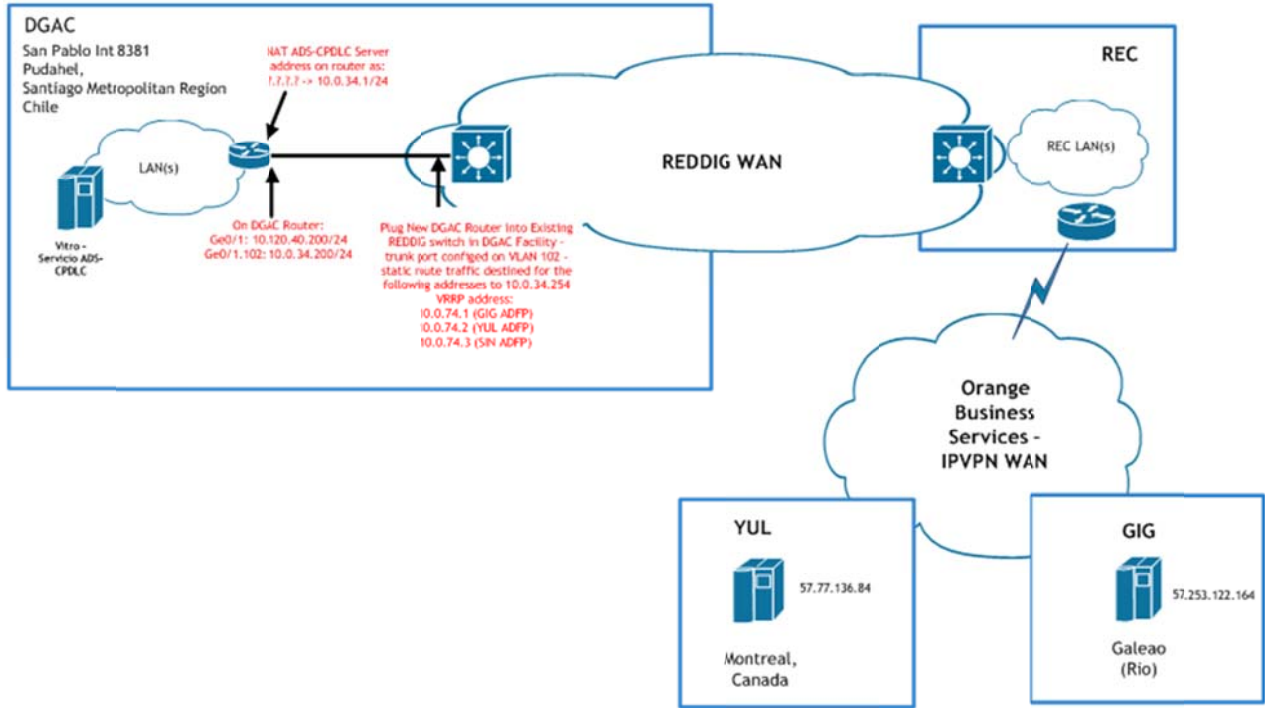 DGAC
San Pablo Int 8381
Pudahel,
Santiago Metropolitan Region
Chile
NAT ADS-CPDLC Server
address on router as:
?.?.?.? -> 10.0.34.1/24
LAN(s)
Vitro -
Servicio ADS-
CPDLC
On DGAC Router:
Ge0/1: 10.120.40.200/24
Ge0/1.102: 10.0.34.200/24
Plug New DGAC Router into Existing
REDDIG switch in DGAC Facility -
trunk port configed on VLAN 102 -
static route traffic destined for the
following addresses to 10.0.34.254
VRRP address:
10.0.74.1 (GIG ADFP)
10.0.74.2 (YUL ADFP)
10.0.74.3 (SIN ADFP)
REDDIG WAN
REC
REC LAN(s)
Orange
Business
Services -
IPVPN WAN
YUL
57.77.136.84
Montreal,
Canada
GIG
57.253.122.164
Galeao
(Rio)